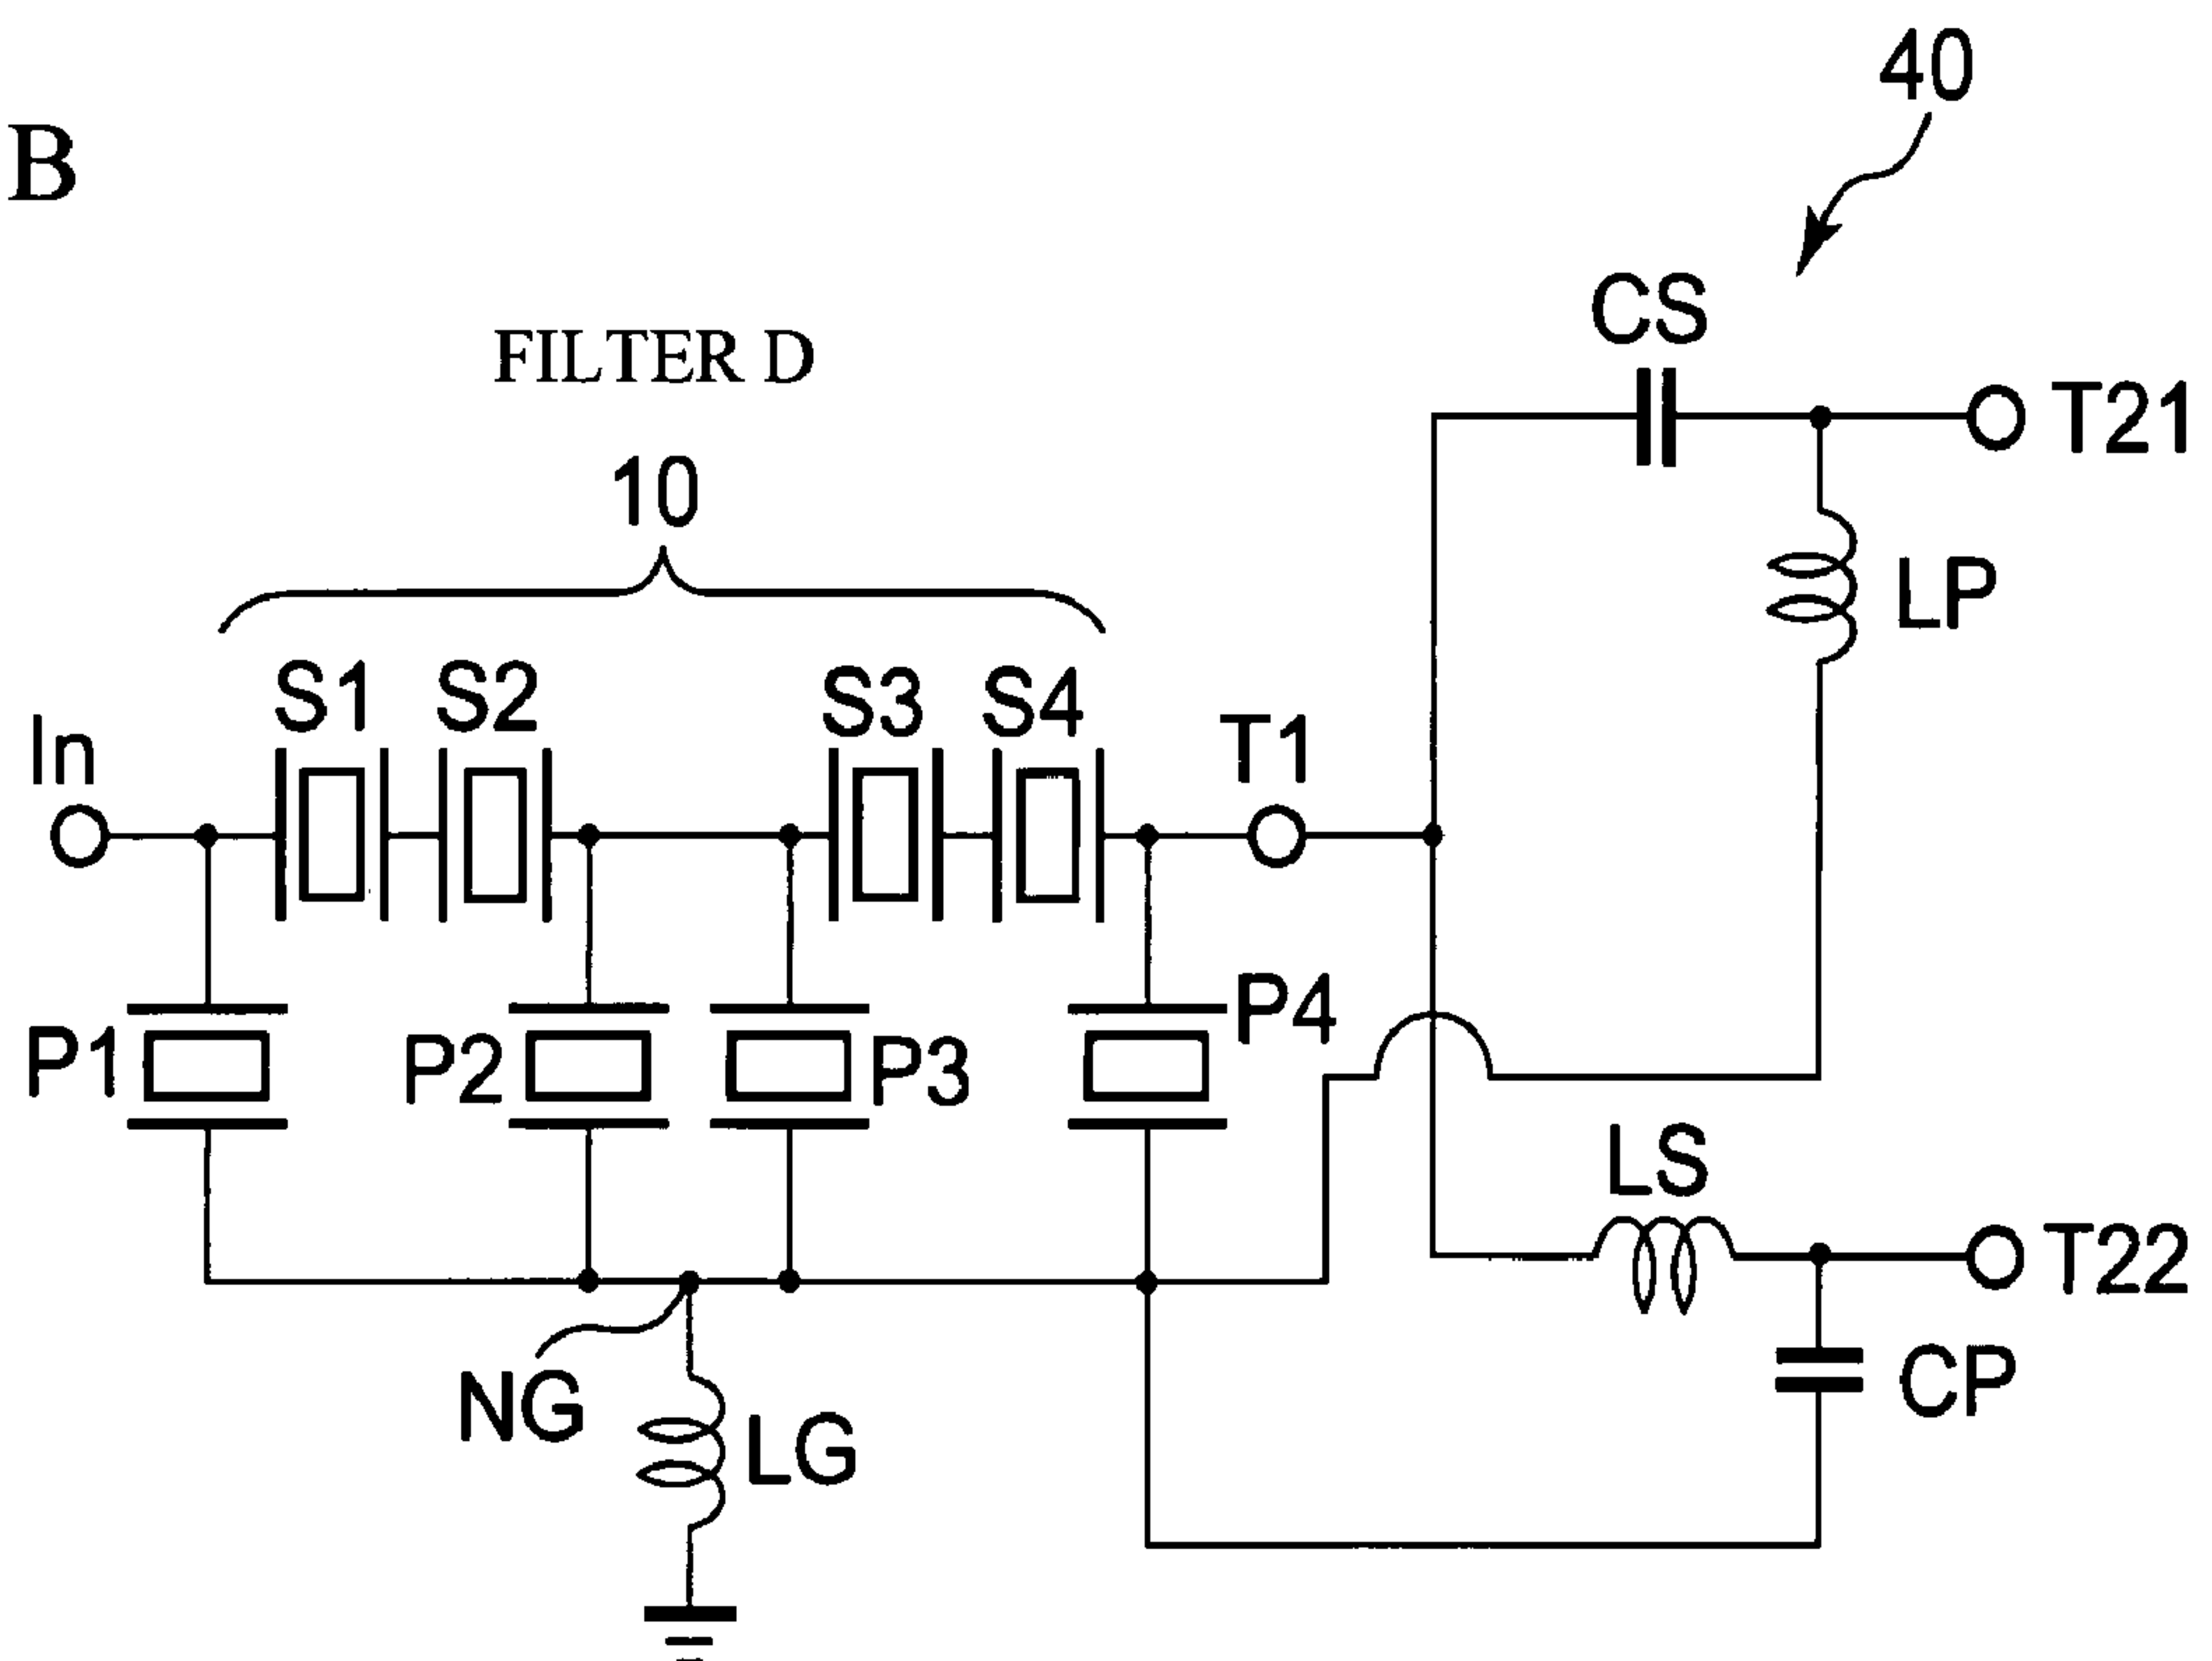 40
B
CS
FILTER D
T21
10
LP
S1
S2
S3
S4
In
T1
P1
P2
P3
P4
LS
T22
NG
LG
CP